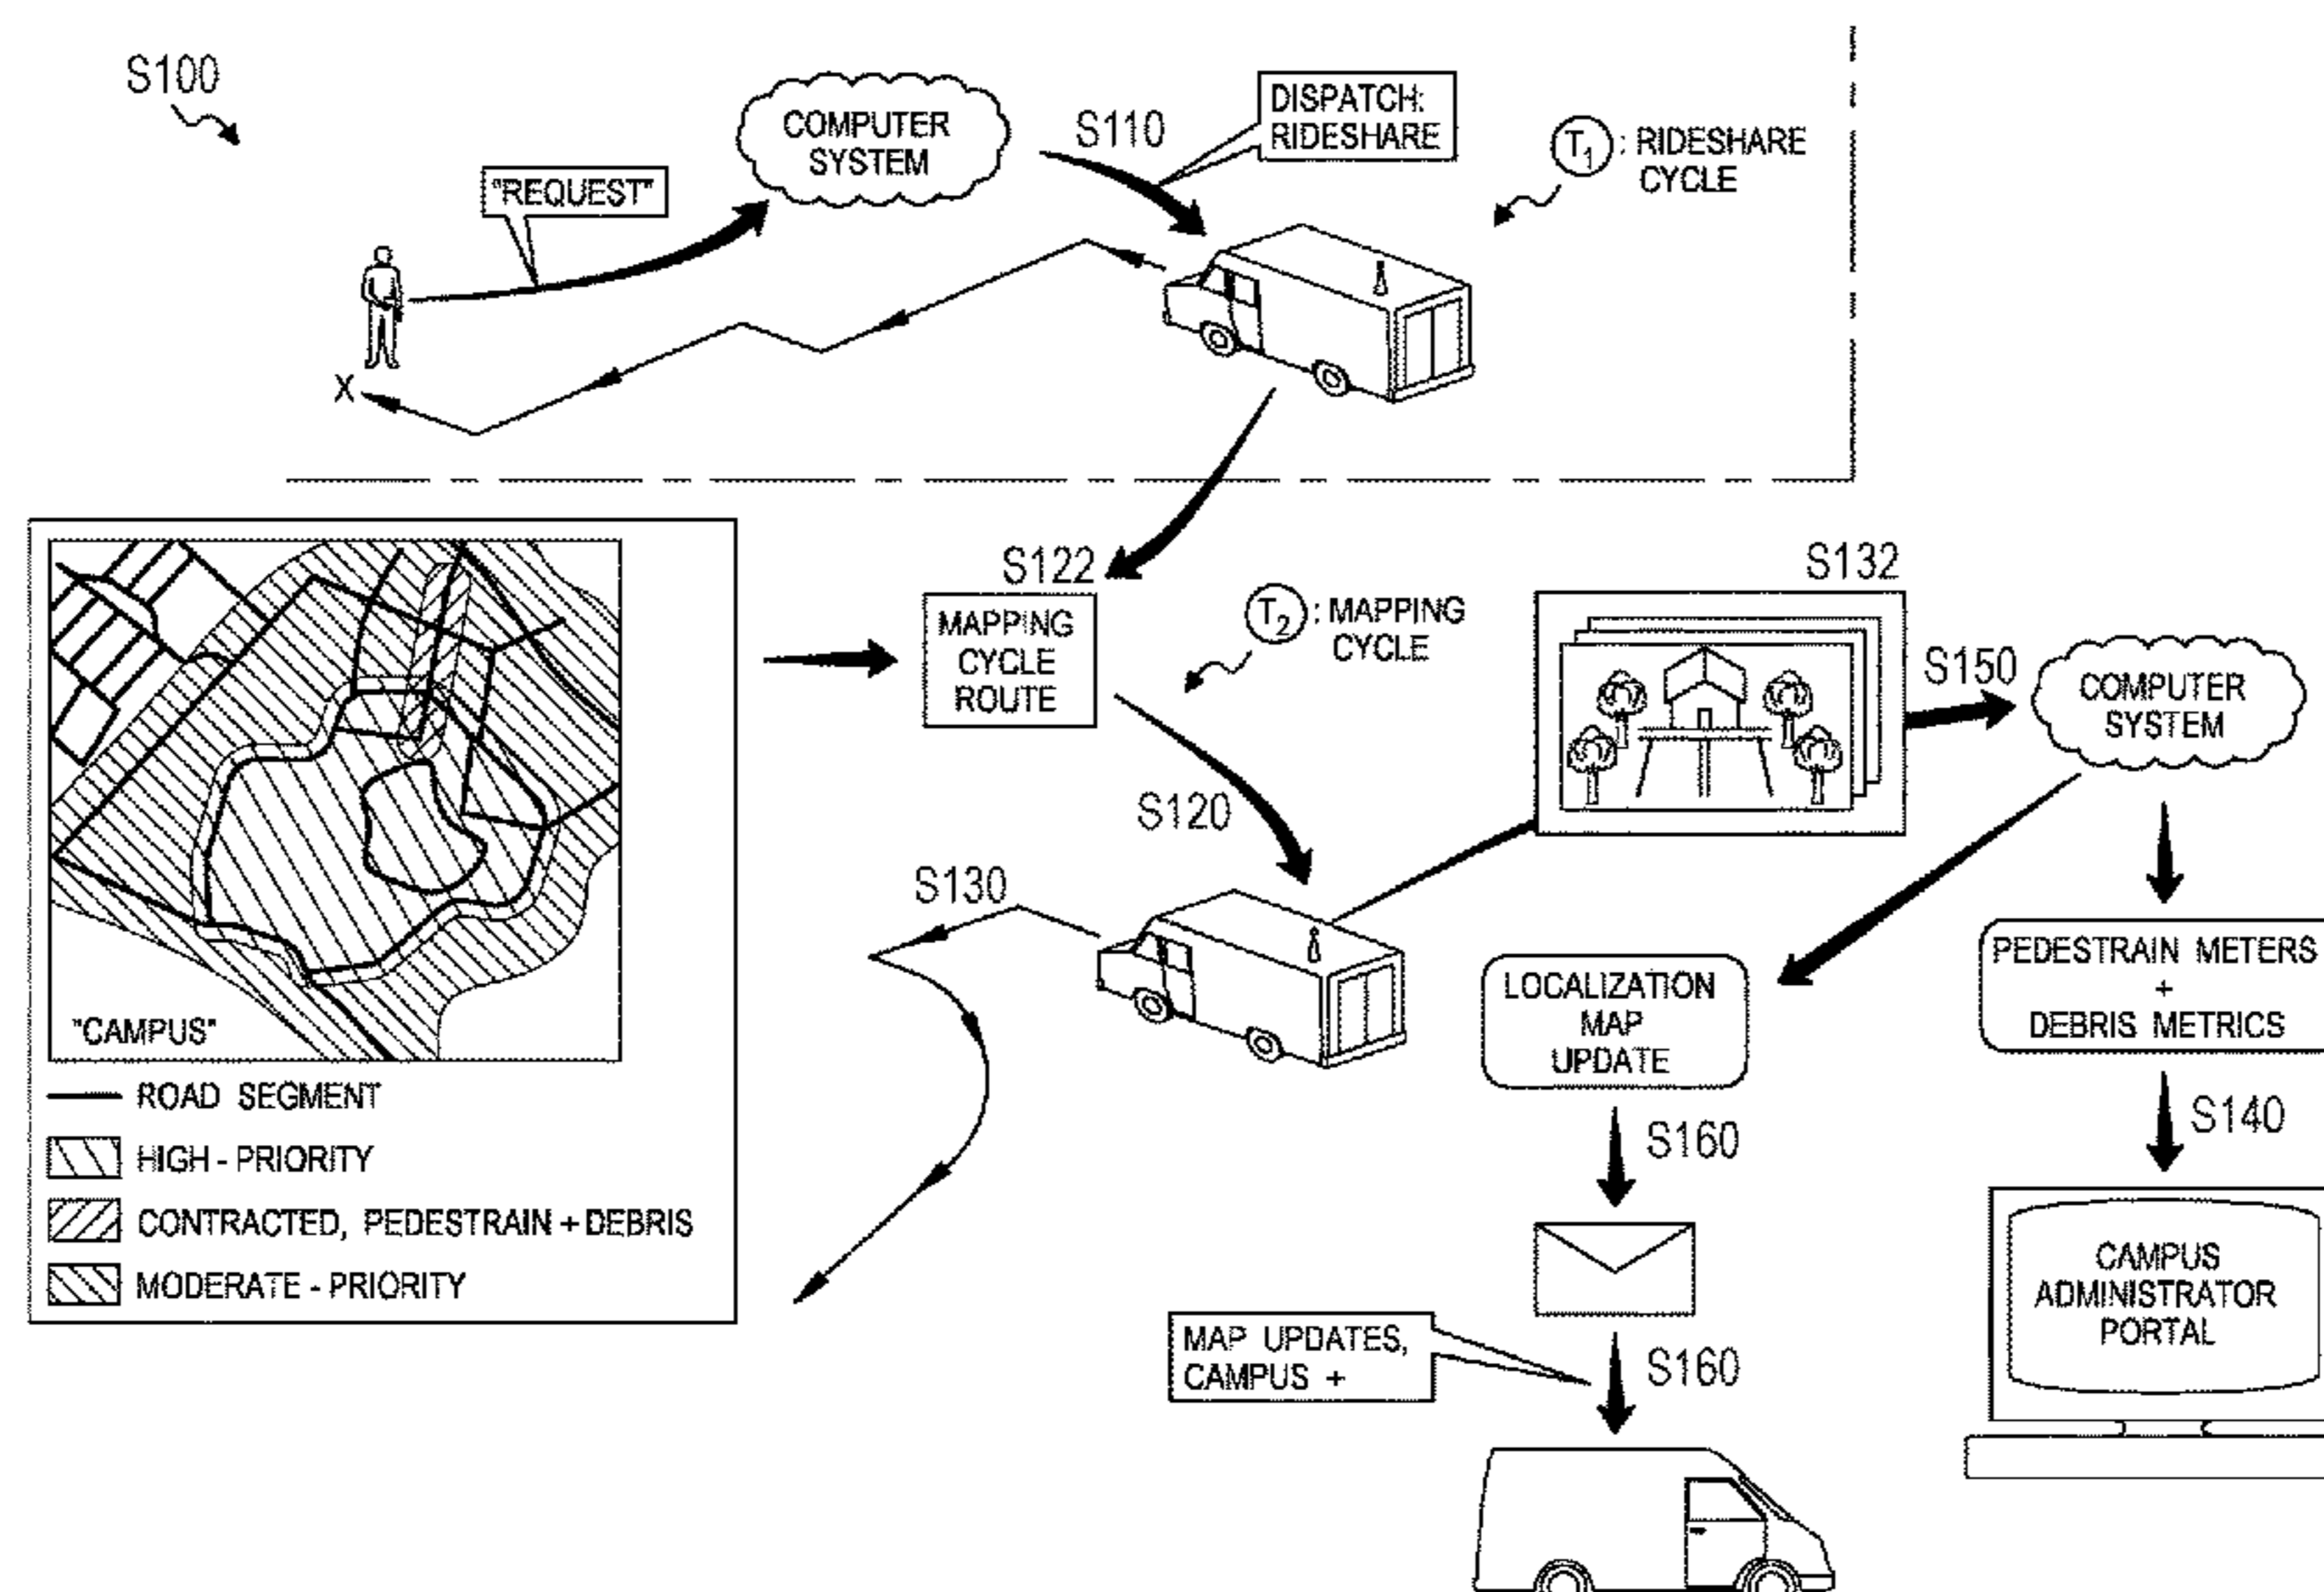 S100
COMPUTER
SYSTEM
S110
DISPATCH:
RIDESHARE
T1 : RIDESHARE
CYCLE
"REQUEST"
X
S122
MAPPING
CYCLE
ROUTE
T2 : MAPPING
CYCLE
S132
S150
COMPUTER
SYSTEM
S120
S130
"CAMPUS"
ROAD SEGMENT
HIGH - PRIORITY
CONTRACTED, PEDESTRAIN + DEBRIS
MODERATE - PRIORITY
LOCALIZATION
MAP
UPDATE
PEDESTRAIN METERS
+
DEBRIS METRICS
S160
S140
MAP UPDATES,
CAMPUS +
S160
CAMPUS
ADMINISTRATOR
PORTAL